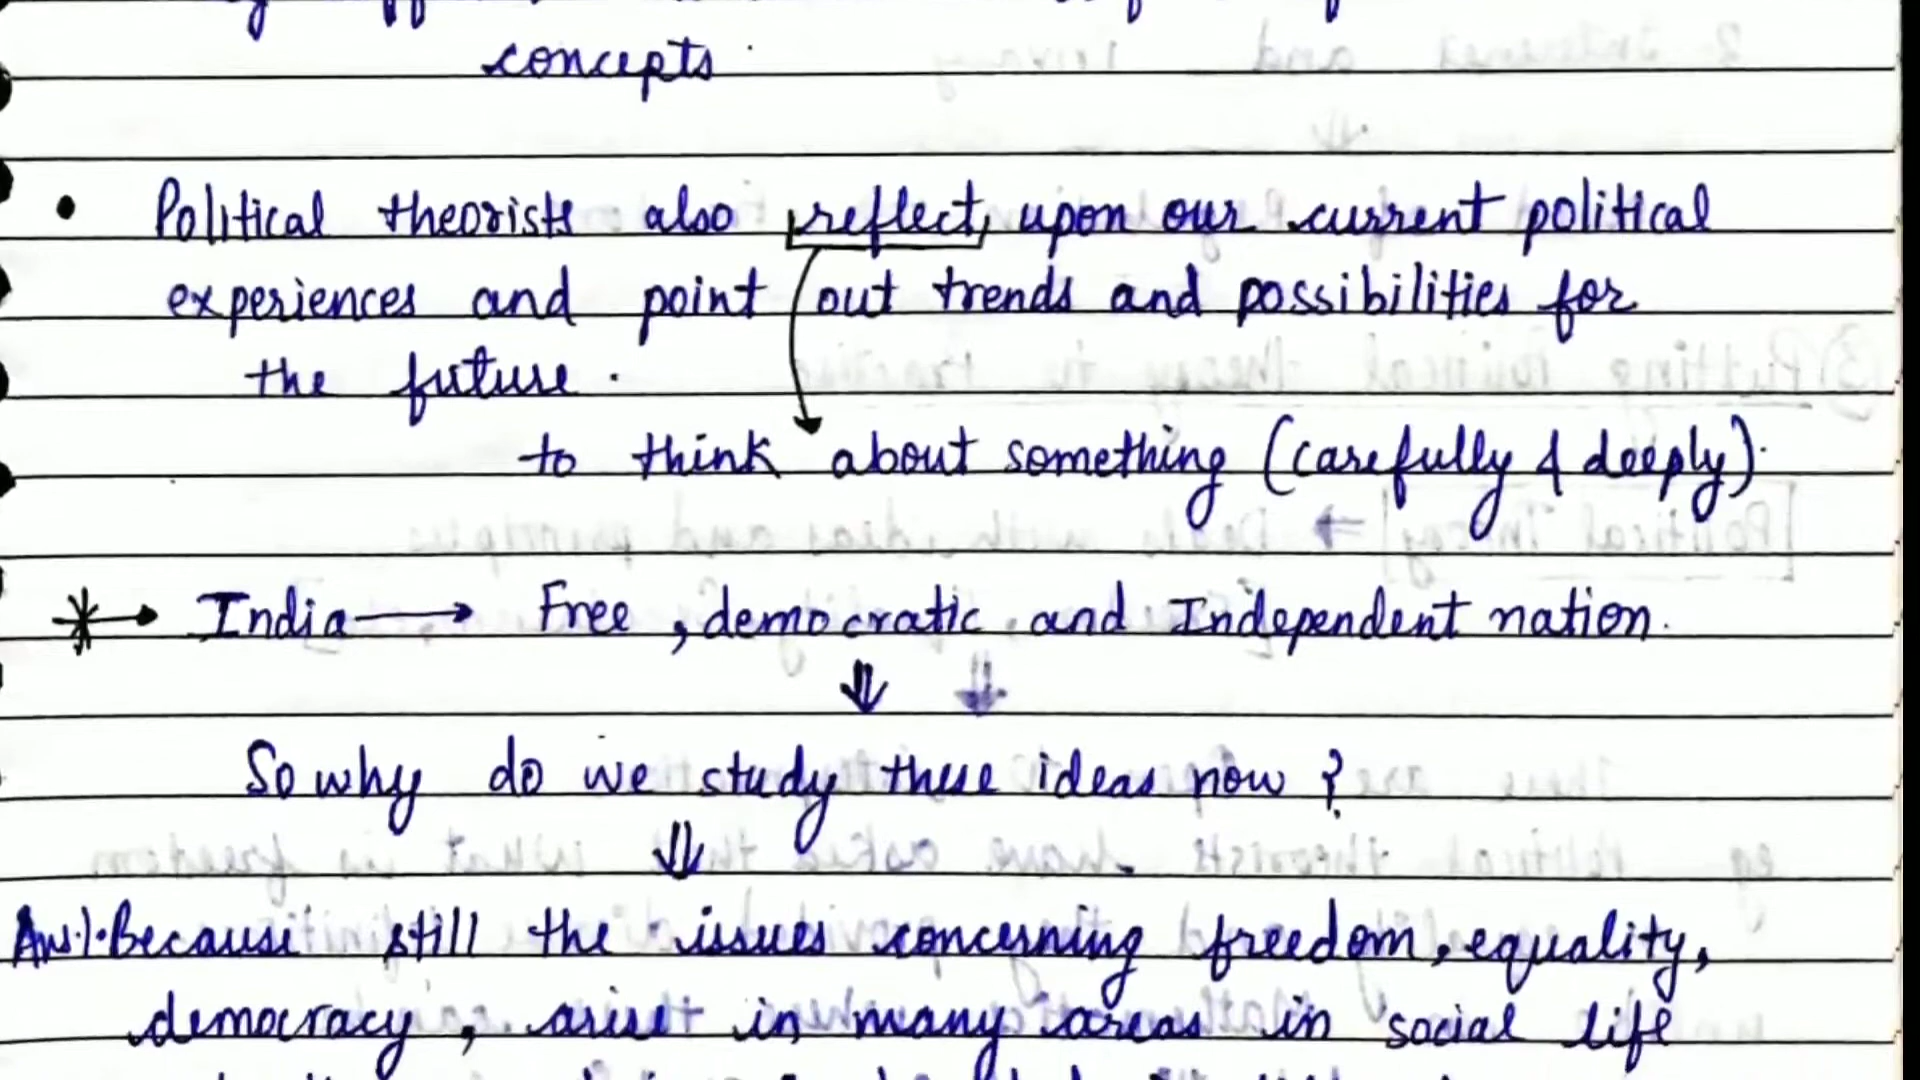 concepts.
• Political theorists also reflect upon our current political
experiences and point out trends and possibilities for
the future.
to think about something (carefully & deeply).
* → India → Free, democratic, and Independent nation.
⇓ ⇓
So why do we study these ideas now ?
⇓
Ans1. Because still the issues concerning freedom, equality,
democracy, arise in many areas in social life